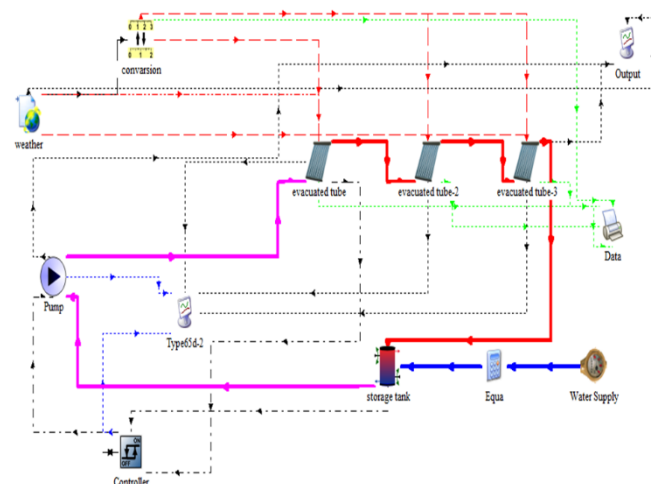 0 1 2 3
0 1 2
convarsion
Output
weather
evacuated tube
evacuated tube-2
evacuated tube-3
Data
Pump
Type65d-2
storage tank
Equa
Water Supply
ON
OFF
Controller